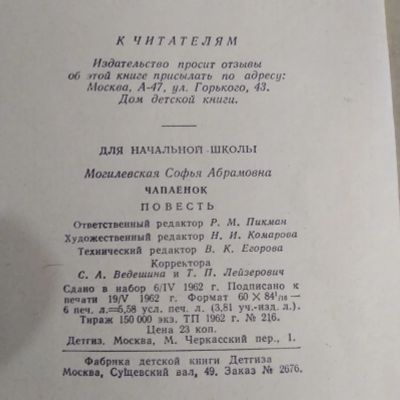 К ЧИТАТЕЛЯМ
Издательство просит отзывы
об этой книге присылать по адресу:
Москва, А-47, ул. Горького, 43.
Дом детской книги.
ДЛЯ НАЧАЛЬНОЙ ШКОЛЫ
Могилевская Софья Абрамовна
ЧАПАЁНОК
ПОВЕСТЬ
Ответственный редактор Р. М. Пикман
Художественный редактор Н. И. Комарова
Технический редактор В. К. Егорова
Корректора
С. А. Ведешина и Т. П. Лейзерович
Сдано в набор 6/IV 1962 г. Подписано к
печати 19/V 1962 г. Формат 60 × 84¹/₁₆—
6 печ. л.=5,58 усл. печ. л. (3,81 уч.-изд. л.).
Тираж 150 000 экз. ТП 1962 г. № 216.
Цена 23 коп.
Детгиз. Москва, М. Черкасский пер., 1.
Фабрика детской книги Детгиза
Москва, Сущевский вал, 49. Заказ № 2676.